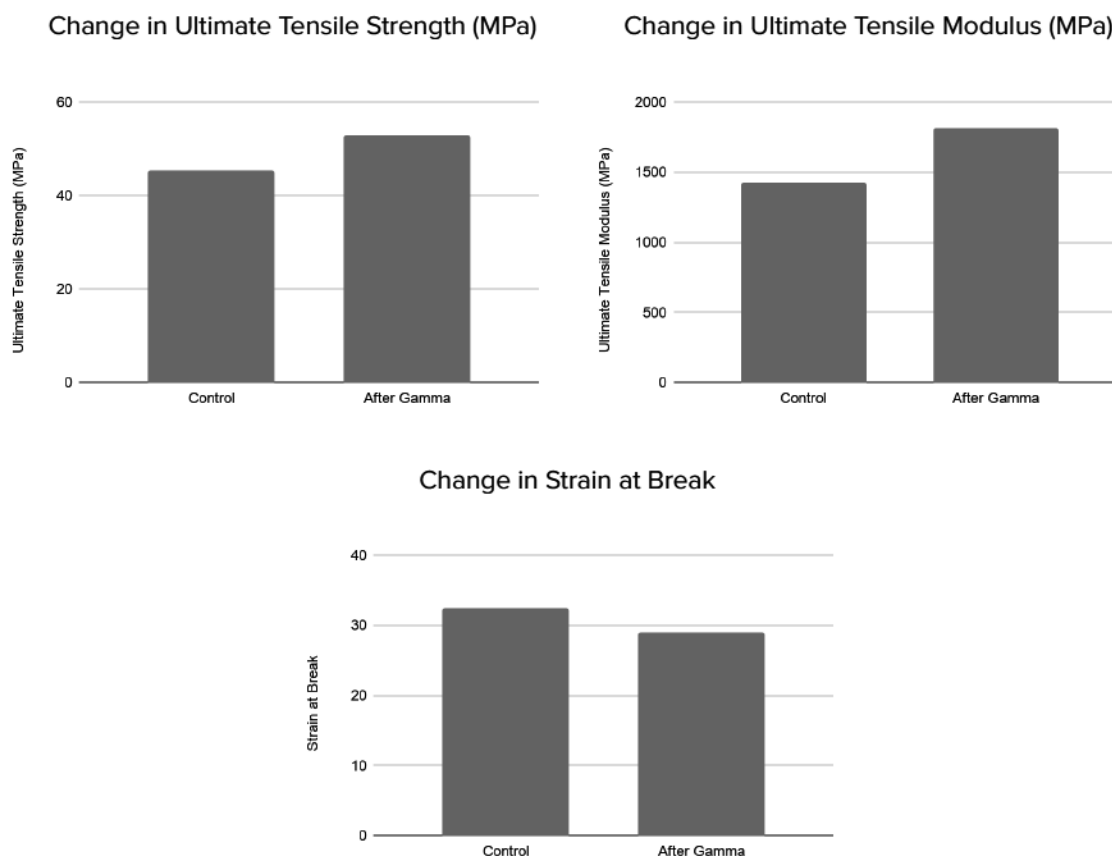 Change in Ultimate Tensile Strength (MPa)
Ultimate Tensile Strength (MPa)
60
40
20
0
Control
After Gamma
Change in Ultimate Tensile Modulus (MPa)
Ultimate Tensile Modulus (MPa)
2000
1500
1000
500
0
Control
After Gamma
Change in Strain at Break
Strain at Break
40
30
20
10
0
Control
After Gamma